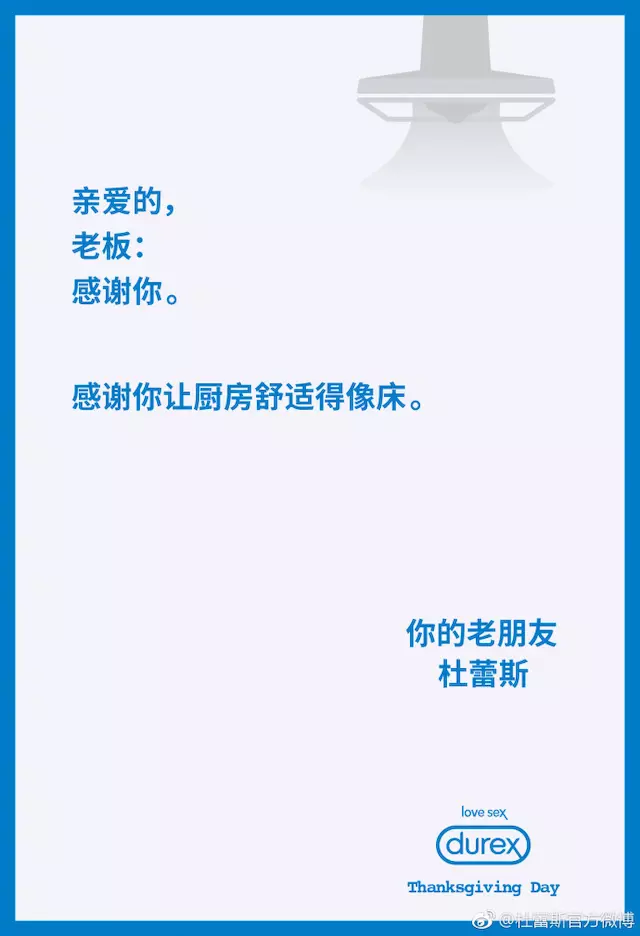 亲爱的，
老板：
感谢你。
感谢你让厨房舒适得像床。
你的老朋友
杜蕾斯
love sex
durex
Thanksgiving Day
@杜蕾斯官方微博